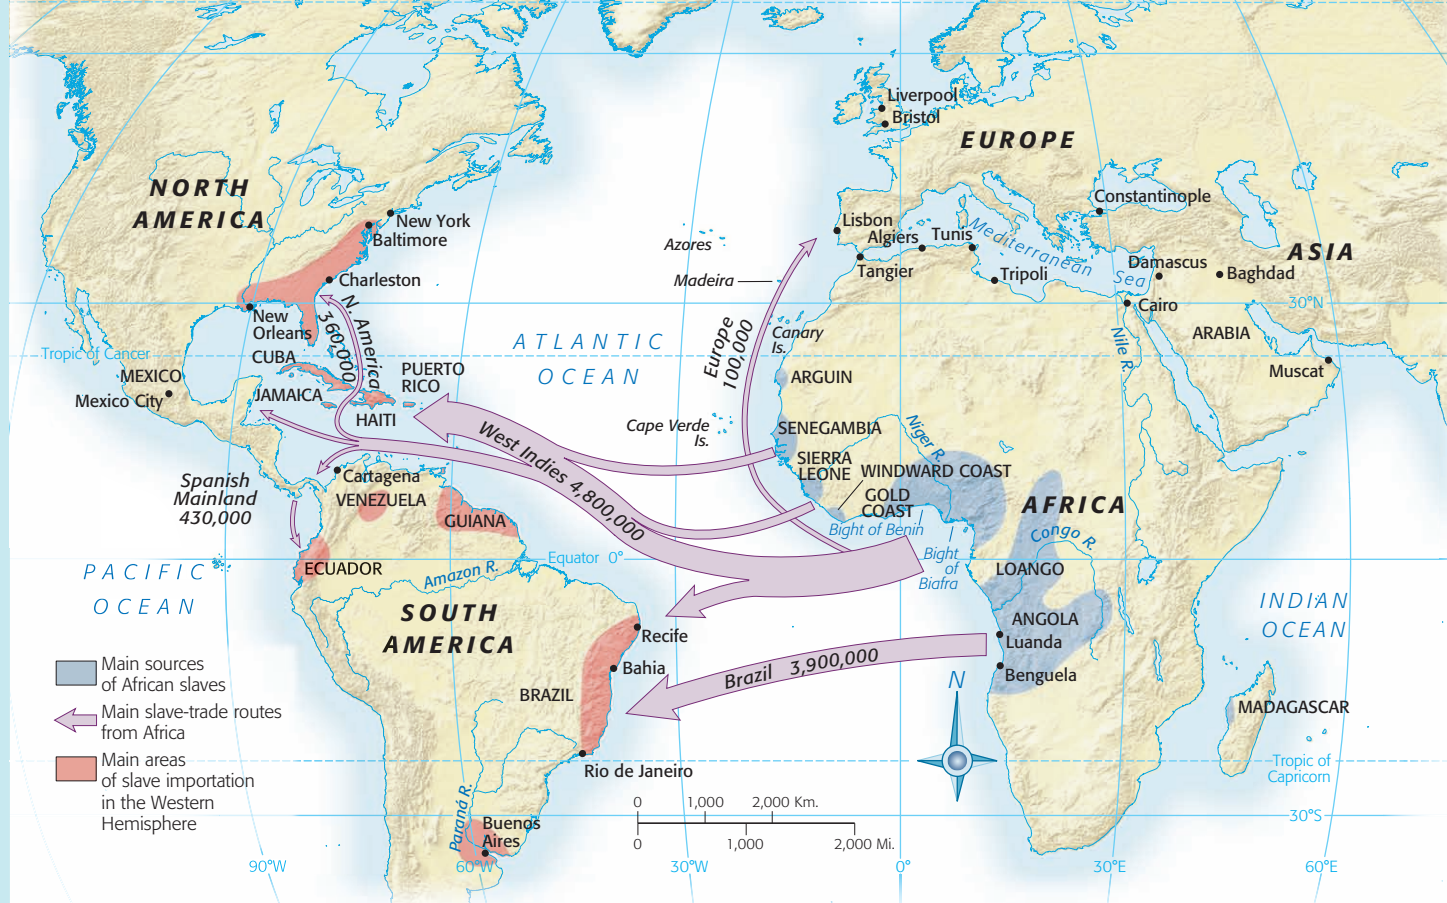 Liverpool
Bristol
EUROPE
NORTH
AMERICA
New York
Baltimore
Charleston
New
Orleans
Constantinople
Lisbon
Algiers
Tunis
Mediterranean
Sea
Tangier
Tripoli
Damascus
Baghdad
Cairo
ASIA
Azores
Madeira
30°N
ARABIA
Nile R.
Muscat
ATLANTIC
OCEAN
Europe
100,000
Canary
Is.
N. America
360,000
Tropic of Cancer
CUBA
MEXICO
Mexico City
JAMAICA
PUERTO
RICO
HAITI
ARGUIN
Cape Verde
Is.
SENEGAMBIA
Niger R.
SIERRA
LEONE
WINDWARD COAST
GOLD
COAST
Bight of Benin
Bight
of
Biafra
AFRICA
Congo R.
LOANGO
ANGOLA
Luanda
Benguela
West Indies 4,800,000
Spanish
Mainland
430,000
Cartagena
VENEZUELA
GUIANA
Equator 0°
ECUADOR
Amazon R.
PACIFIC
OCEAN
SOUTH
AMERICA
Recife
Bahia
BRAZIL
Brazil 3,900,000
Rio de Janeiro
INDIAN
OCEAN
N
MADAGASCAR
Tropic of
Capricorn
Paraná R.
Buenos
Aires
30°S
Main sources
of African slaves
Main slave-trade routes
from Africa
Main areas
of slave importation
in the Western
Hemisphere
0 1,000 2,000 Km.
0 1,000 2,000 Mi.
90°W
60°W
30°W
0°
30°E
60°E